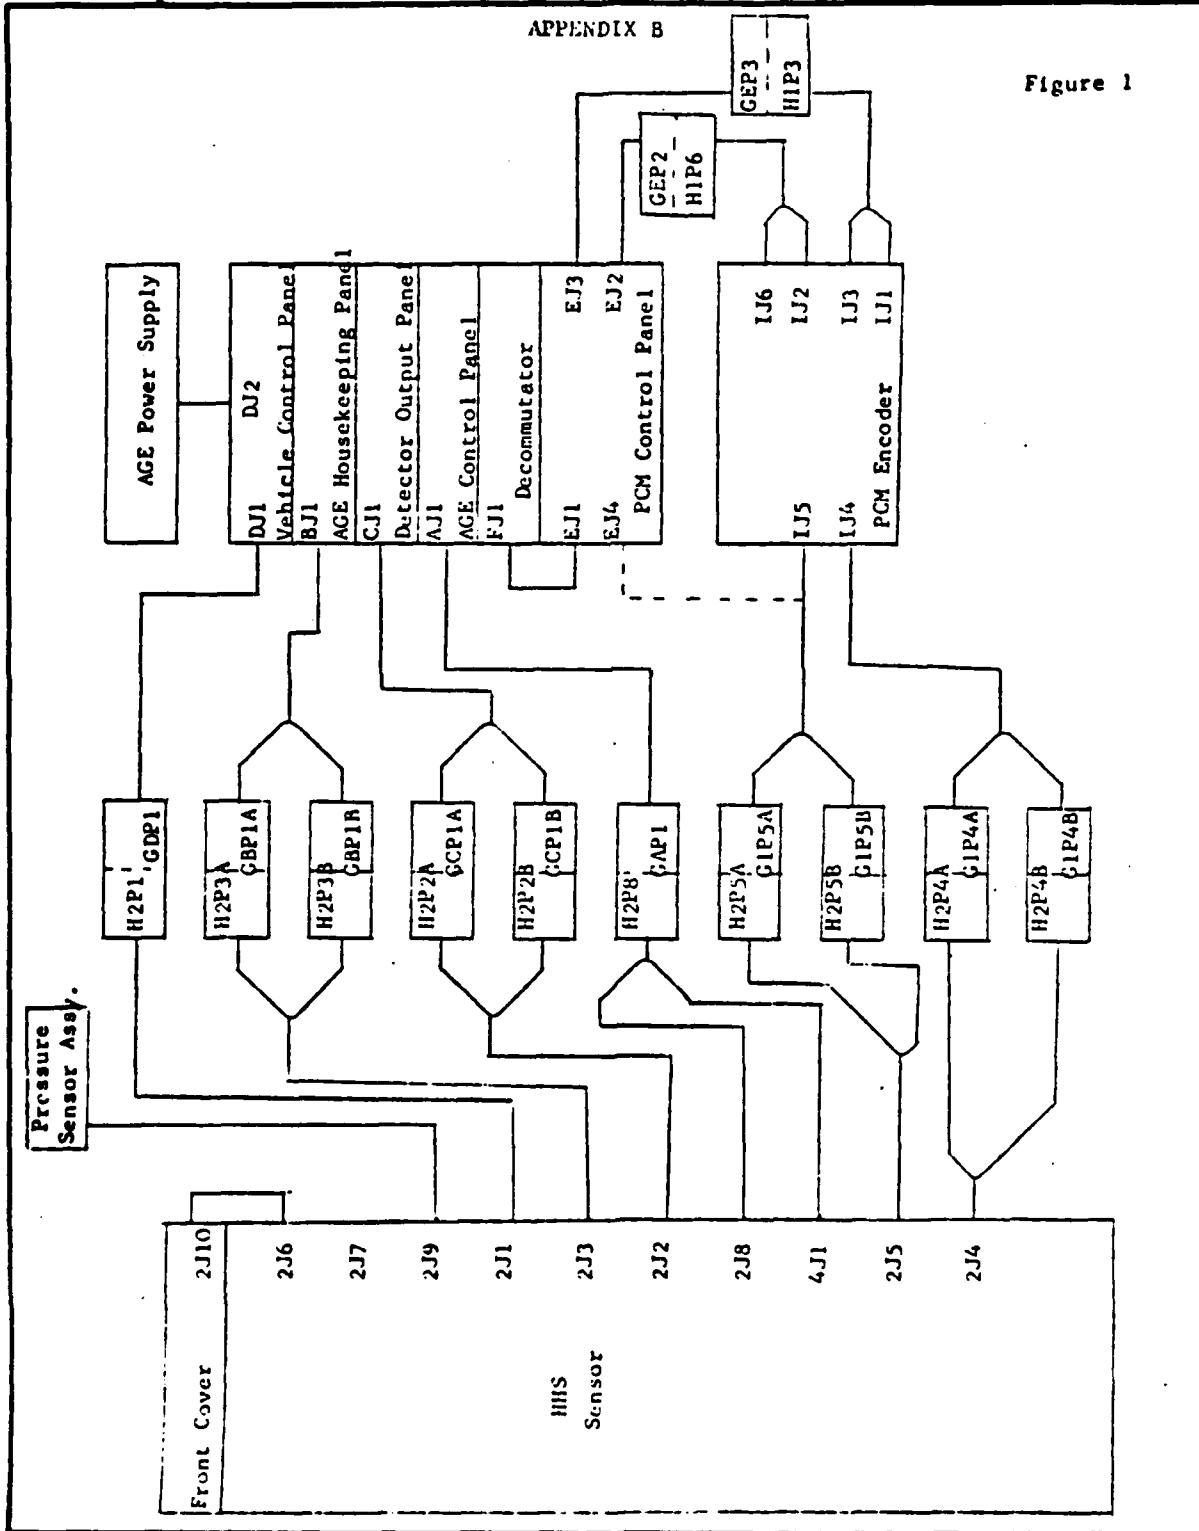 APPENDIX B
Figure 1
GEP3
H1P3
GEP2
H1P6
AGE Power Supply
DJ2
DJ1
Vehicle Control Panel
BJ1
AGE Housekeeping Panel
CJ1
Detector Output Panel
AJ1
AGE Control Panel
FJ1
Decommutator
EJ3
EJ1
EJ2
EJ4
PCM Control Panel
IJ6
IJ2
IJ3
IJ1
IJ5
IJ4
PCM Encoder
H2P1
GDP1
H2P3A
GBP1A
H2P3B
GBP1B
H2P2A
GCP1A
H2P2B
GCP1B
H2P8
GAP1
H2P5A
G1P5A
H2P5B
G1P5B
H2P4A
G1P4A
H2P4B
G1P4B
Pressure
Sensor Assy.
Front Cover
2J10
2J6
2J7
2J9
2J1
2J3
2J2
2J8
4J1
2J5
2J4
HHS
Sensor